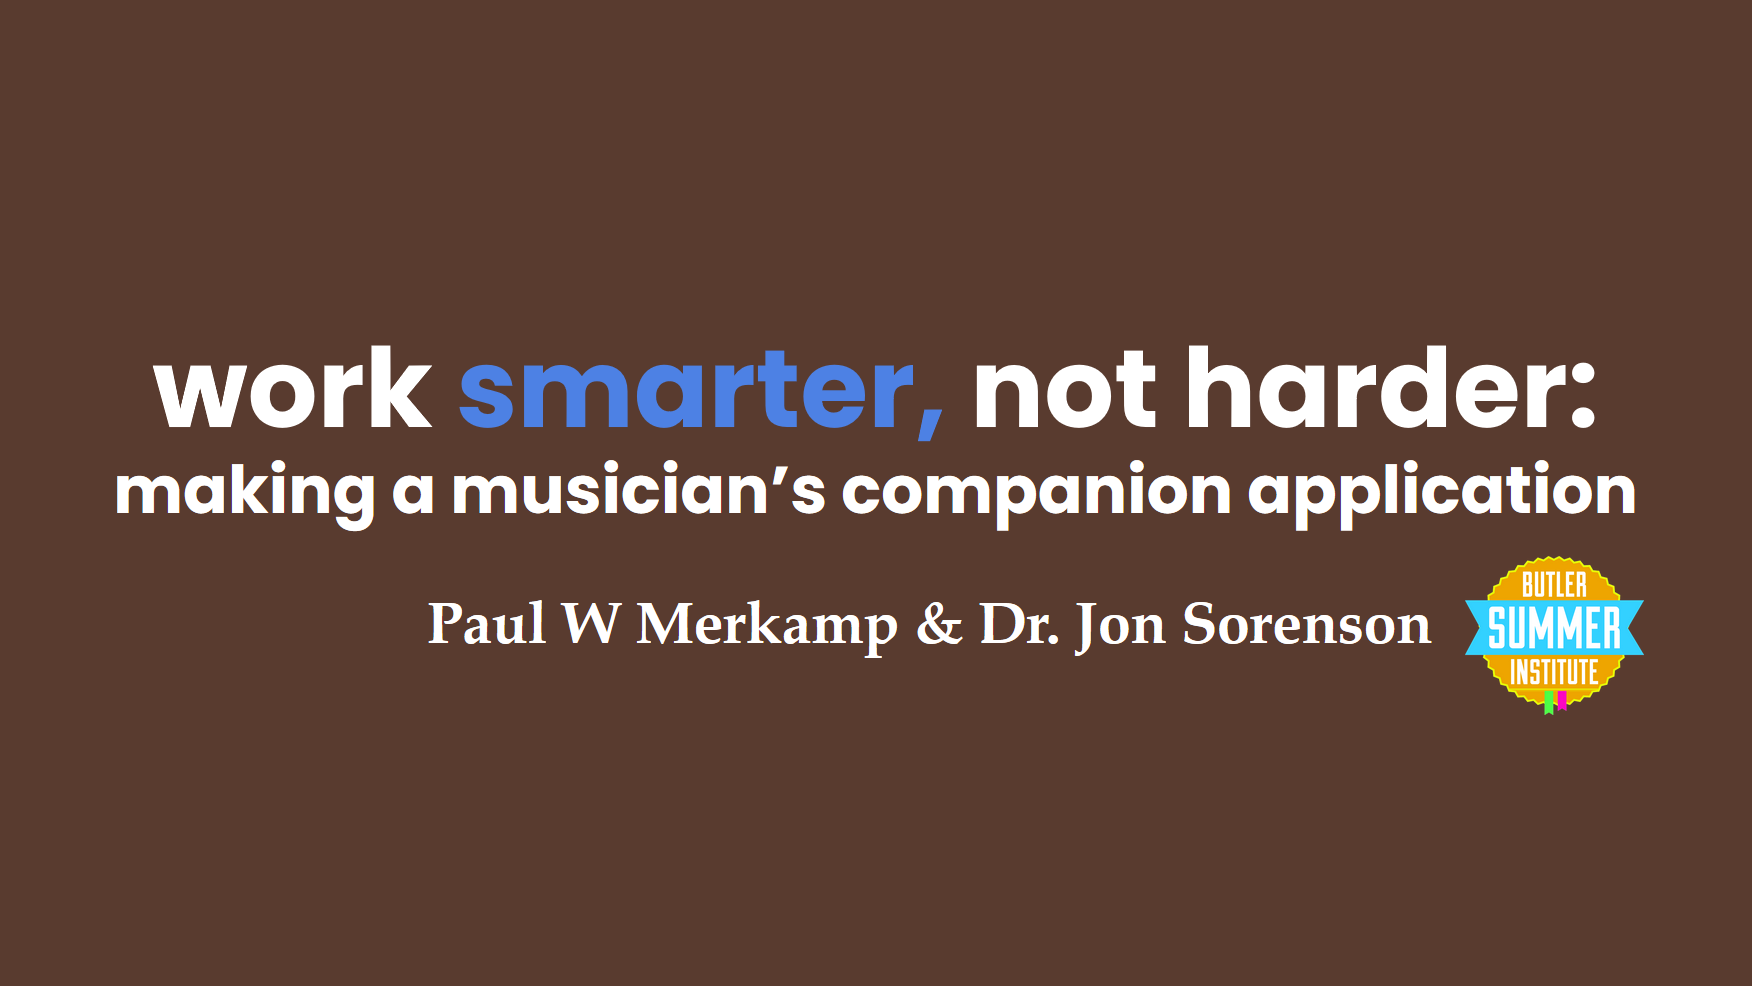 work smarter, not harder:
making a musician’s companion application
Paul W Merkamp & Dr. Jon Sorenson
BUTLER
SUMMER
INSTITUTE